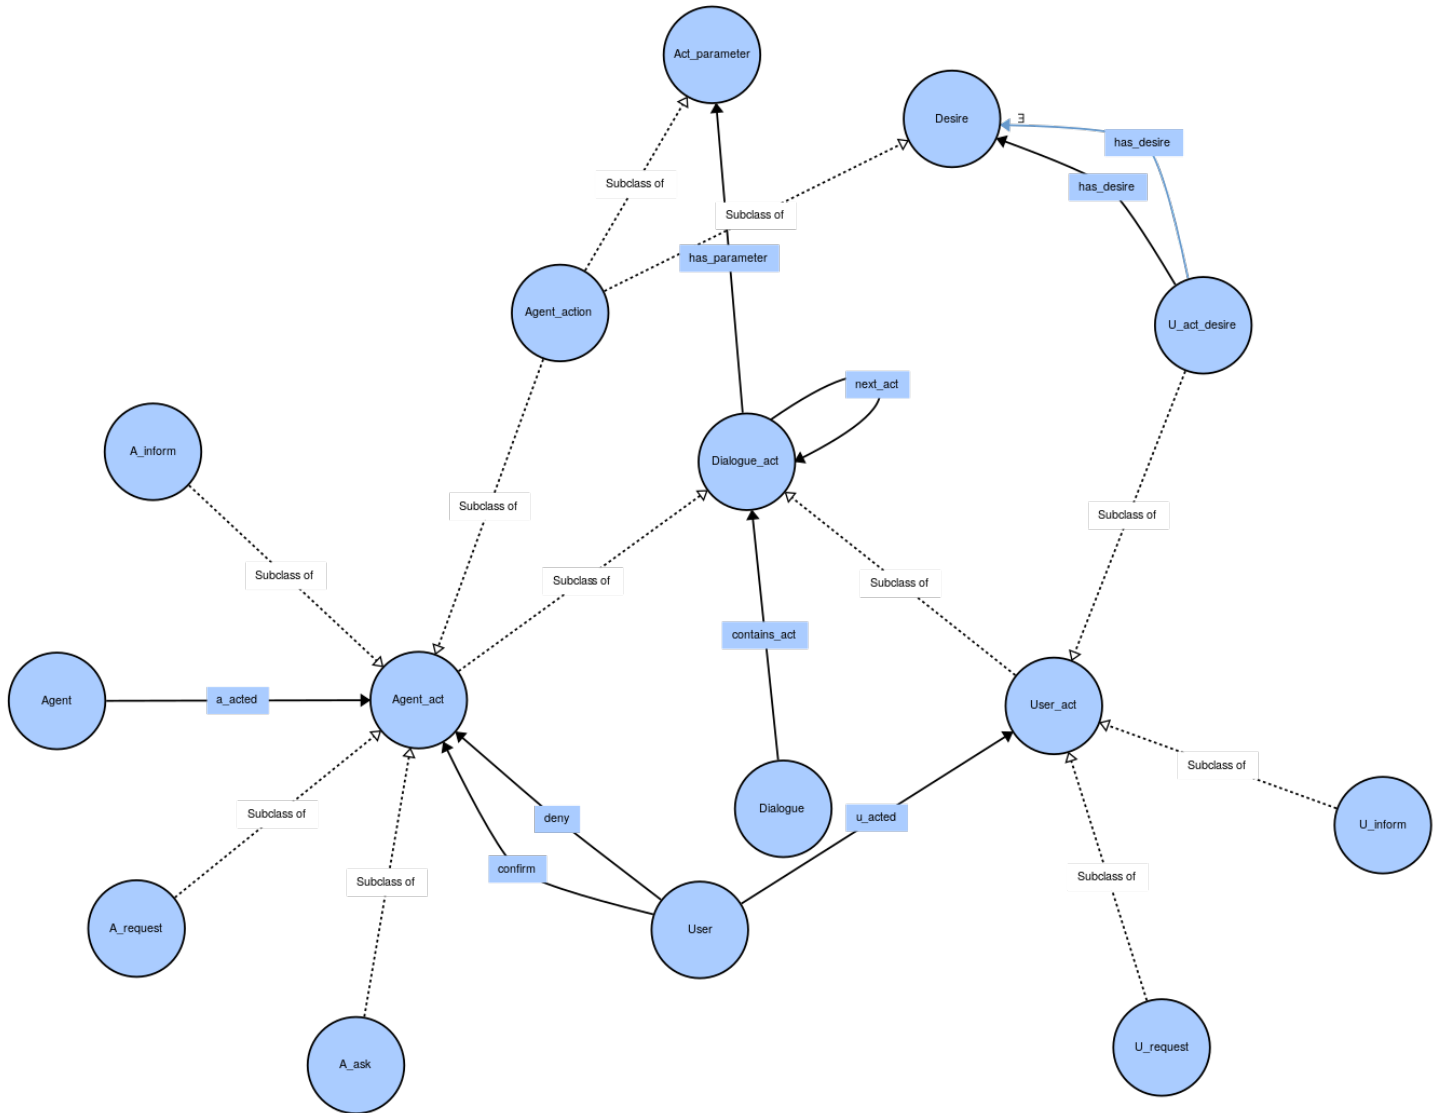 Act_parameter
Desire
Ǝ
has_desire
Subclass of
has_desire
Subclass of
has_parameter
Agent_action
U_act_desire
next_act
A_inform
Dialogue_act
Subclass of
Subclass of
Subclass of
Subclass of
Subclass of
contains_act
Agent
a_acted
Agent_act
User_act
Subclass of
Dialogue
Subclass of
deny
u_acted
U_inform
confirm
Subclass of
Subclass of
A_request
User
U_request
A_ask